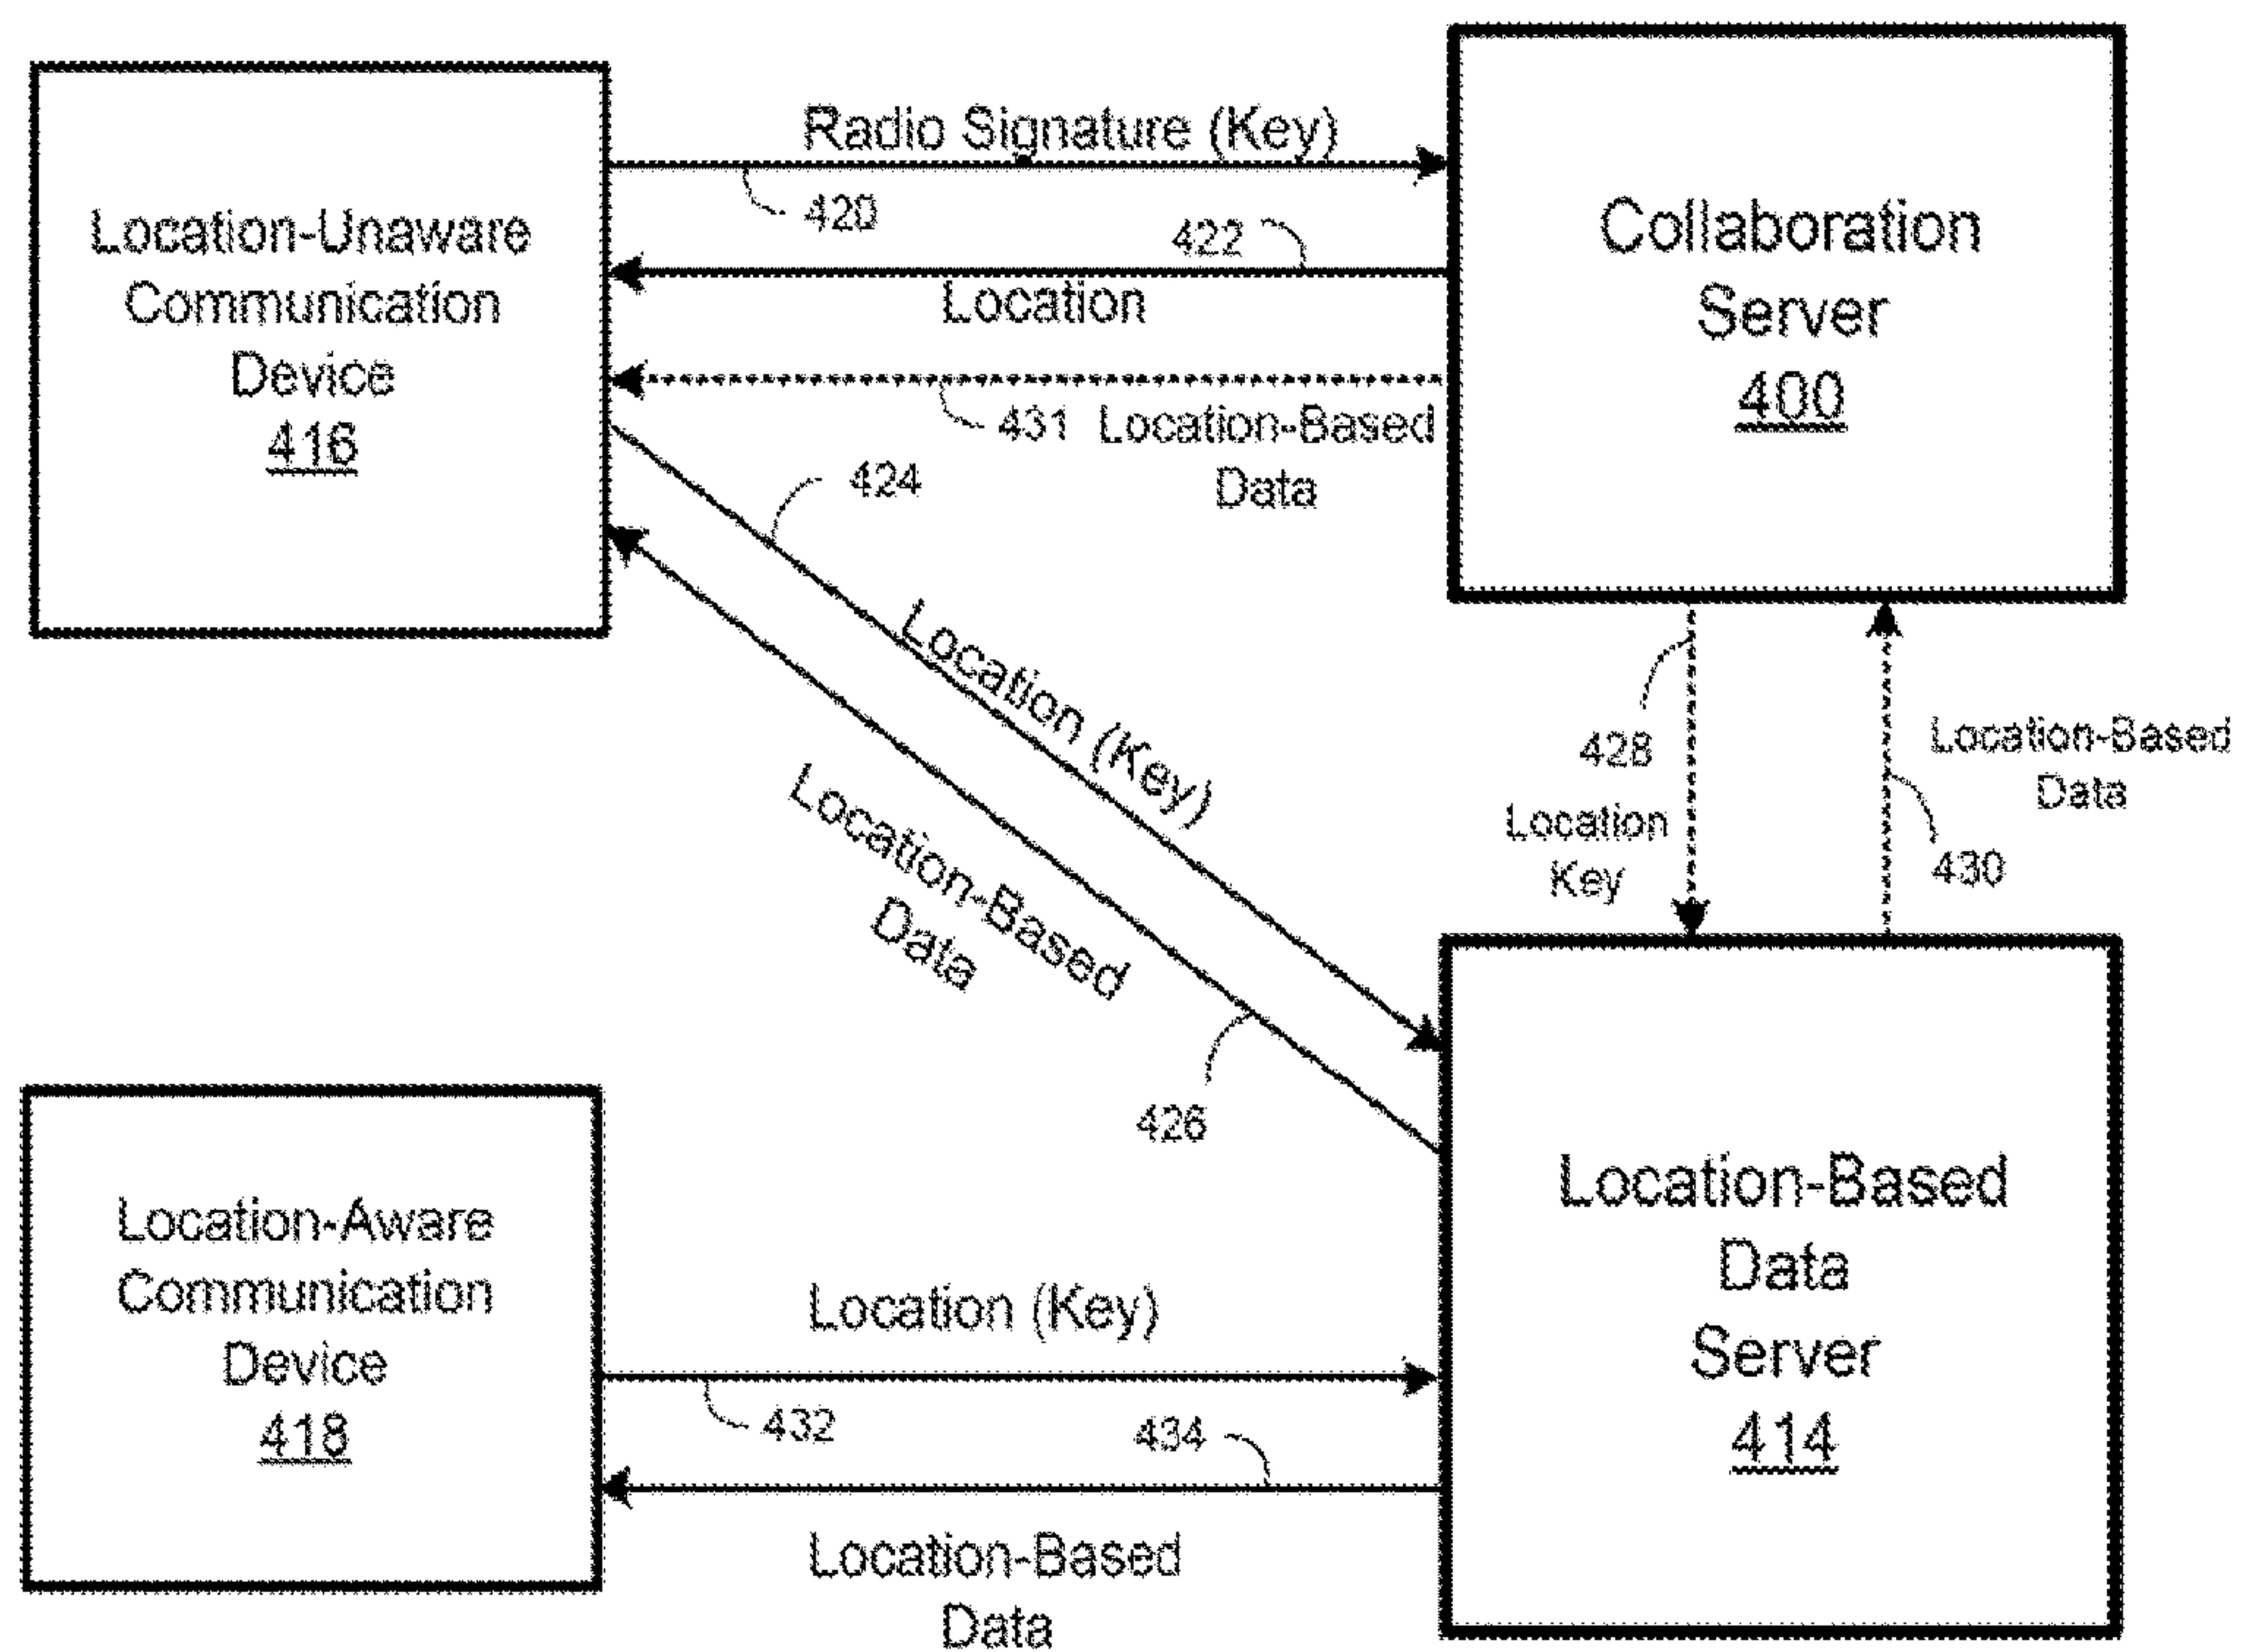 Location-Unaware
Communication
Device
416
Radio Signature (Key)
420
422
Location
431 Location-Based
Data
Collaboration
Server
400
424
Location (Key)
Location-Based
Data
426
428
Location
Key
Location-Based
Data
430
Location-Aware
Communication
Device
418
Location (Key)
432
434
Location-Based
Data
Location-Based
Data
Server
414